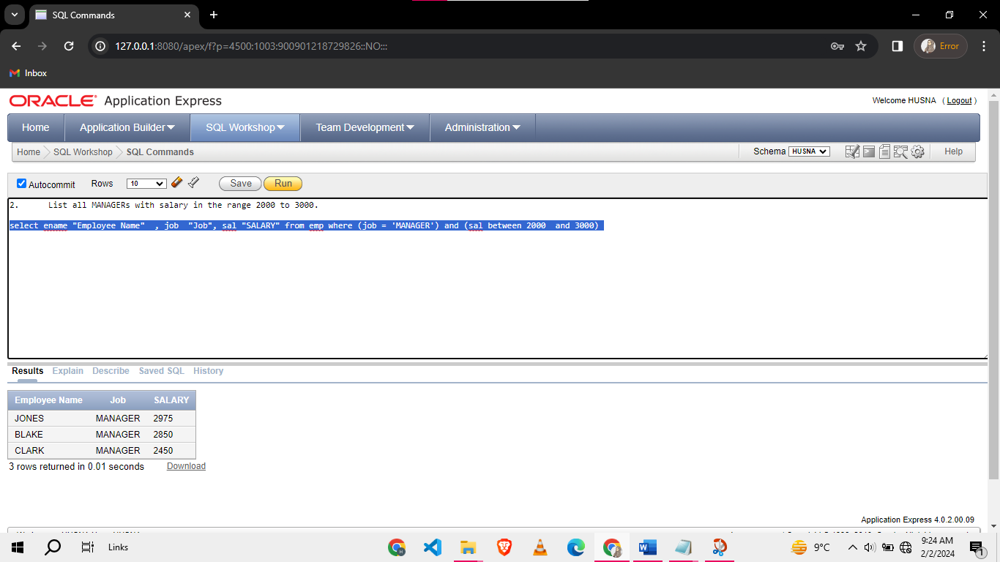 SQL Commands
127.0.0.1:8080/apex/f?p=4500:1003:900901218729826::NO:::
Error
Inbox
ORACLE Application Express
Welcome HUSNA ( Logout )
Home Application Builder SQL Workshop Team Development Administration
Home SQL Workshop SQL Commands Schema HUSNA Help
Autocommit Rows 10 Save Run
2. List all MANAGERs with salary in the range 2000 to 3000.
select ename "Employee Name" , job "Job", sal "SALARY" from emp where (job = 'MANAGER') and (sal between 2000 and 3000)
Results Explain Describe Saved SQL History
Employee Name Job SALARY
JONES MANAGER 2975
BLAKE MANAGER 2850
CLARK MANAGER 2450
3 rows returned in 0.01 seconds Download
Application Express 4.0.2.00.09
Links
9°C
9:24 AM
2/2/2024
1